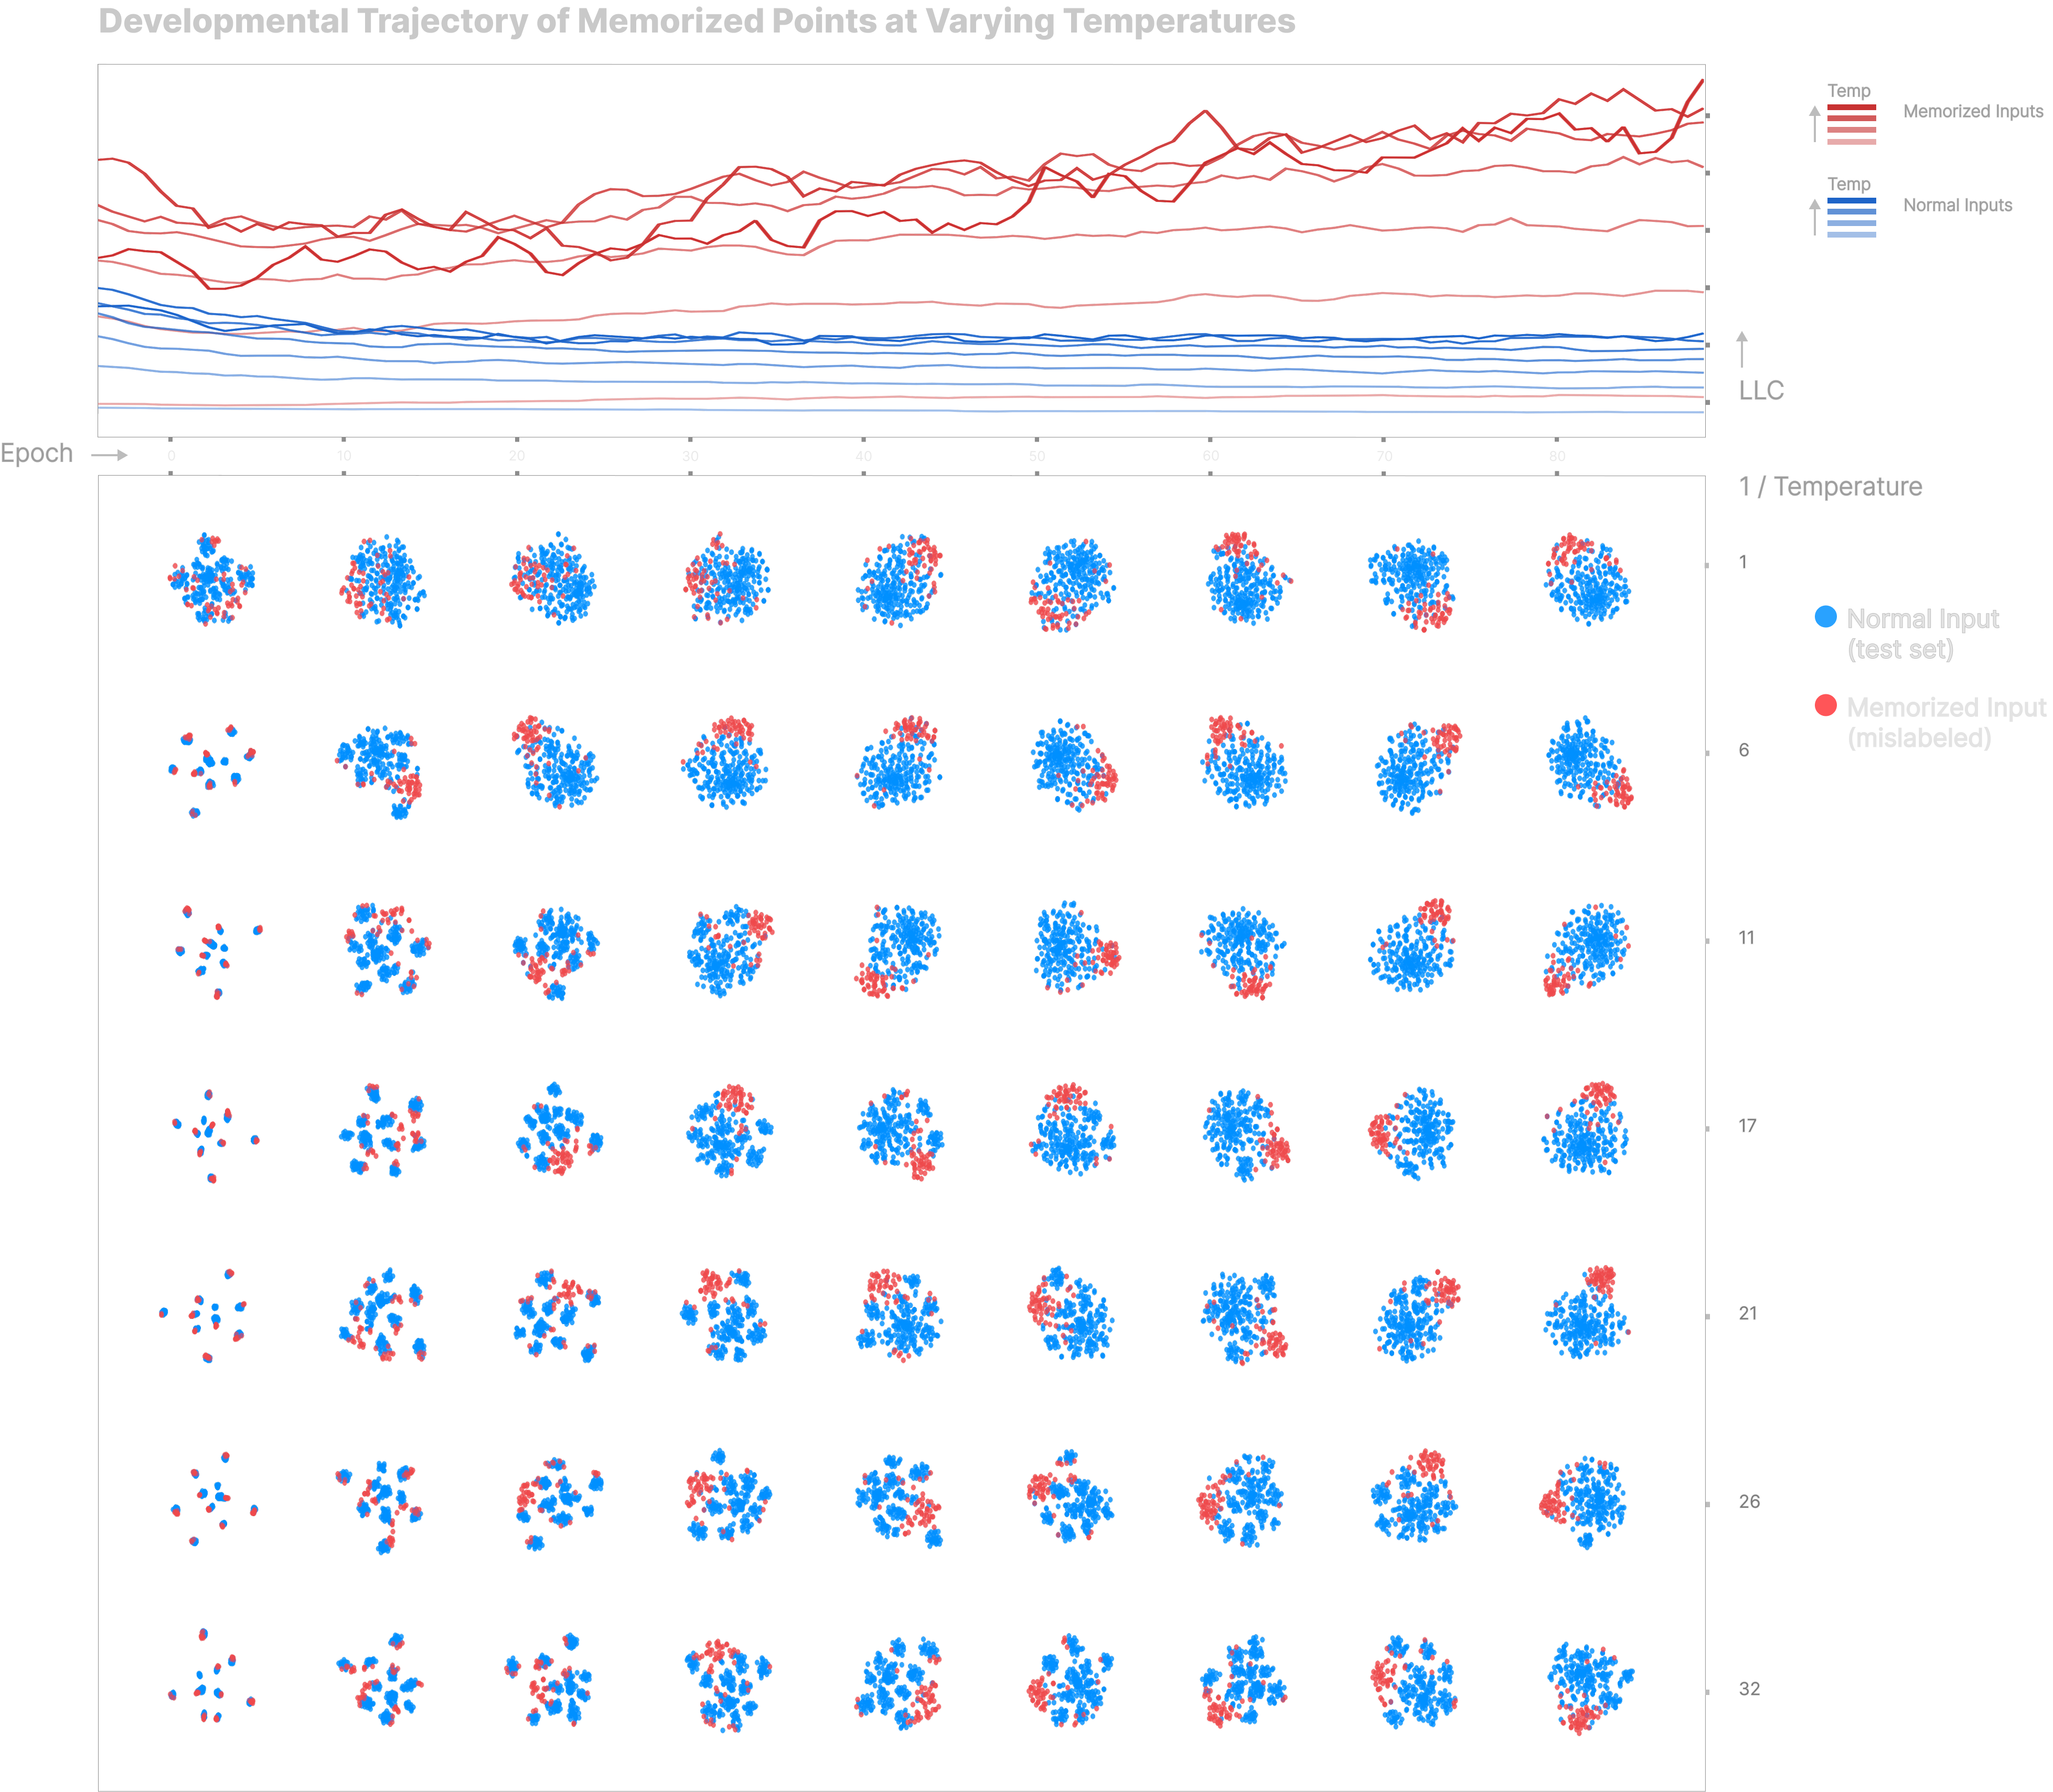 Developmental Trajectory of Memorized Points at Varying Temperatures
Temp
Memorized Inputs
Temp
Normal Inputs
LLC
Epoch
0 10 20 30 40 50 60 70 80
1 / Temperature
1
Normal Input
(test set)
Memorized Input
(mislabeled)
6
11
17
21
26
32